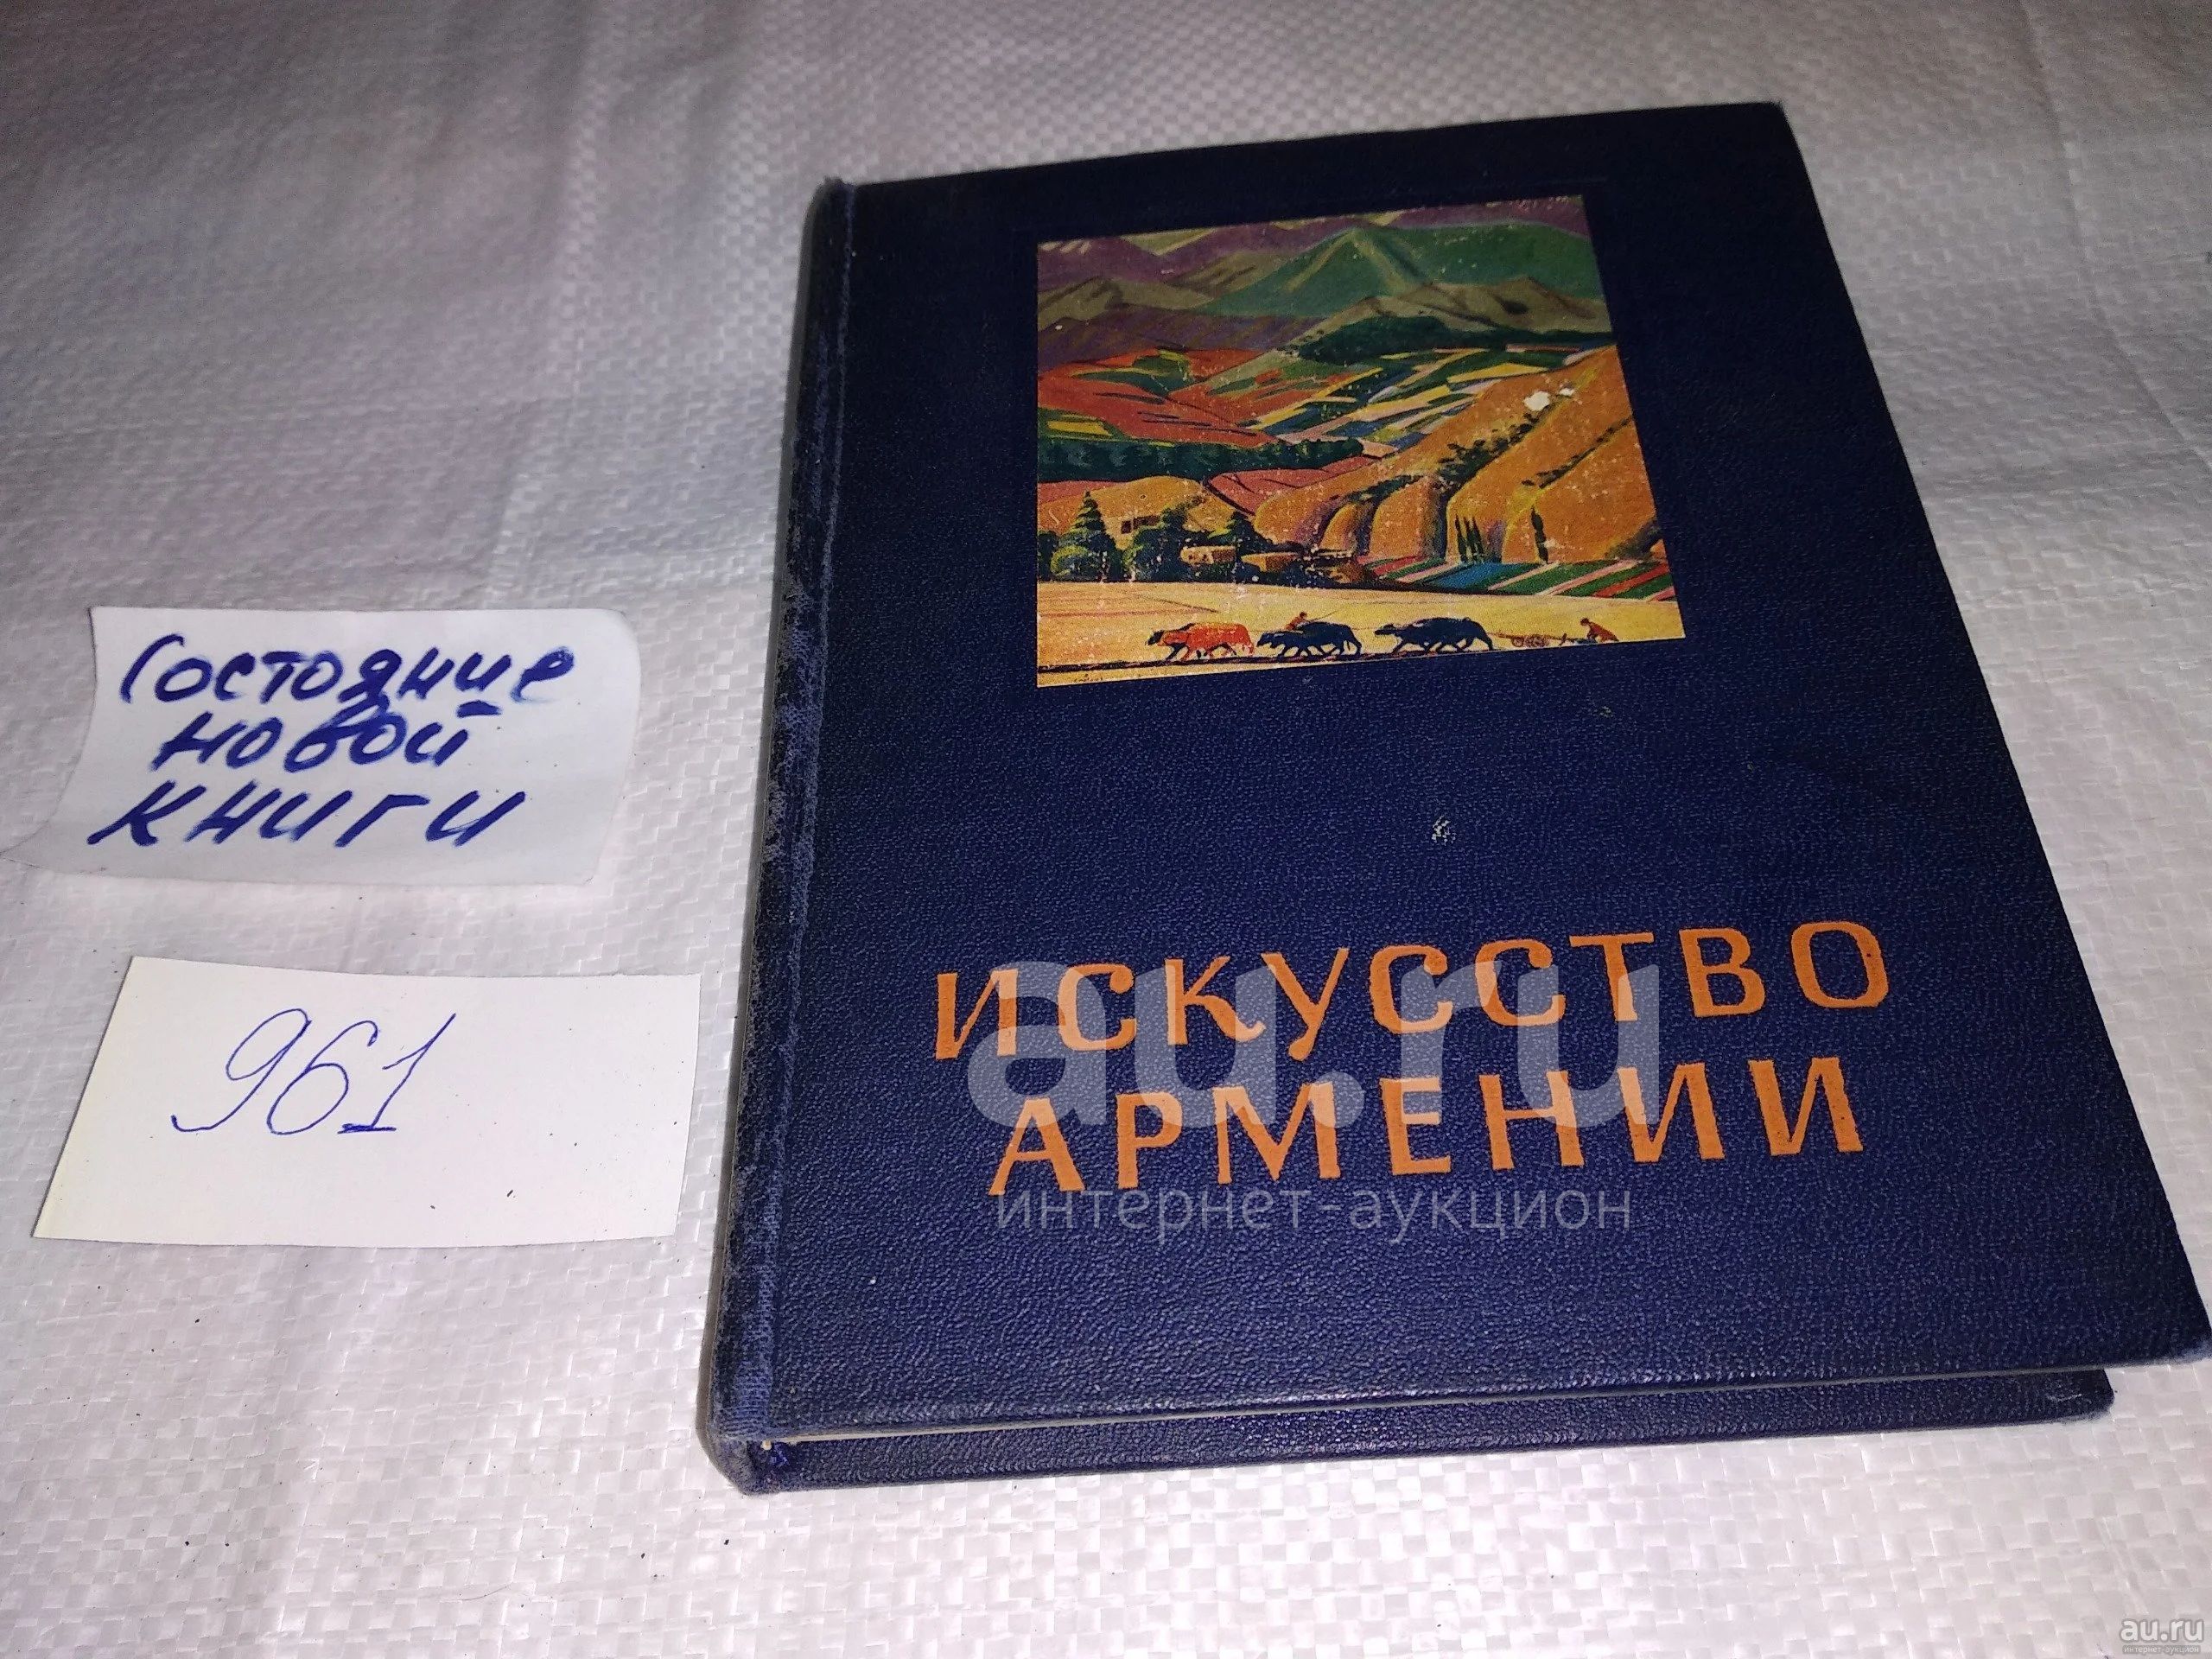 Состояние
новой
книги
961
ИСКУССТВО
АРМЕНИИ
au.ru
интернет-аукцион
au.ru
интернет-аукцион